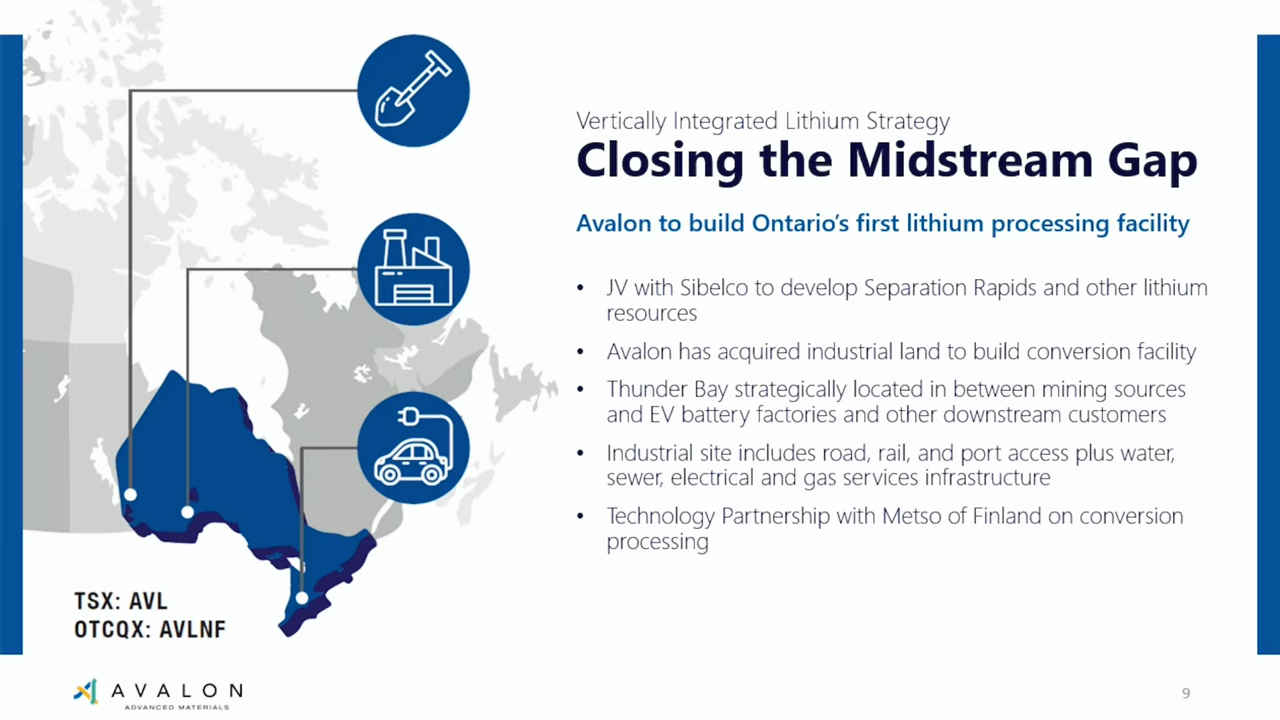 Vertically Integrated Lithium Strategy
Closing the Midstream Gap
Avalon to build Ontario's first lithium processing facility
• JV with Sibelco to develop Separation Rapids and other lithium
resources
• Avalon has acquired industrial land to build conversion facility
• Thunder Bay strategically located in between mining sources
and EV battery factories and other downstream customers
• Industrial site includes road, rail, and port access plus water,
sewer, electrical and gas services infrastructure
• Technology Partnership with Metso of Finland on conversion
processing
TSX: AVL
OTCQX: AVLNF
AVALON
ADVANCED MATERIALS
9